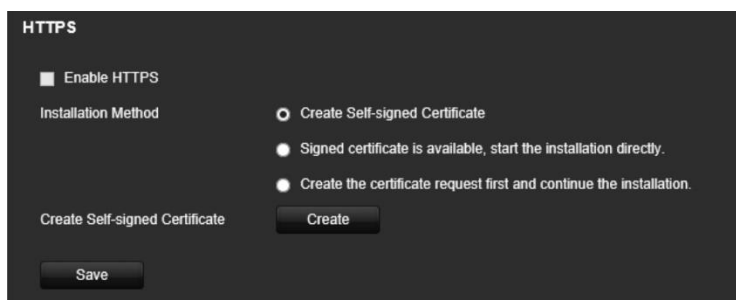 HTTPS
Enable HTTPS
Installation Method
Create Self-signed Certificate
Signed certificate is available, start the installation directly.
Create the certificate request first and continue the installation.
Create Self-signed Certificate
Create
Save